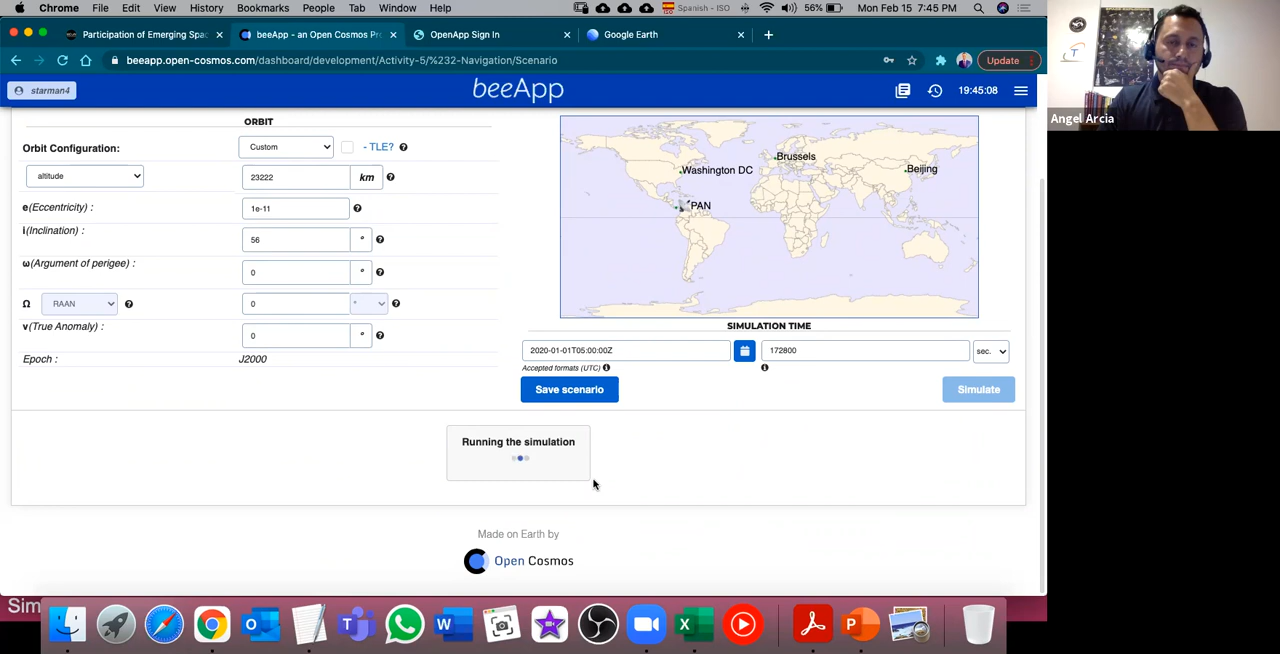 Chrome File Edit View History Bookmarks People Tab Window Help
Spanish - ISO 56% Mon Feb 15 7:45 PM
Participation of Emerging Spac
beeApp - an Open Cosmos Pro
OpenApp Sign In
Google Earth
beeapp.open-cosmos.com/dashboard/development/Activity-5/%232-Navigation/Scenario
Update
starman4
beeApp
19:45:08
Angel Arcia
ORBIT
Orbit Configuration:
Custom
- TLE?
altitude
23222
km
e(Eccentricity) :
1e-11
i(Inclination) :
56
°
ω(Argument of perigee) :
0
°
Ω
RAAN
0
°
ν(True Anomaly) :
0
°
Epoch :
J2000
Washington DC
Brussels
Beijing
PAN
SIMULATION TIME
2020-01-01T05:00:00Z
172800
sec.
Accepted formats (UTC)
Save scenario
Simulate
Running the simulation
Made on Earth by
Open Cosmos
Sim